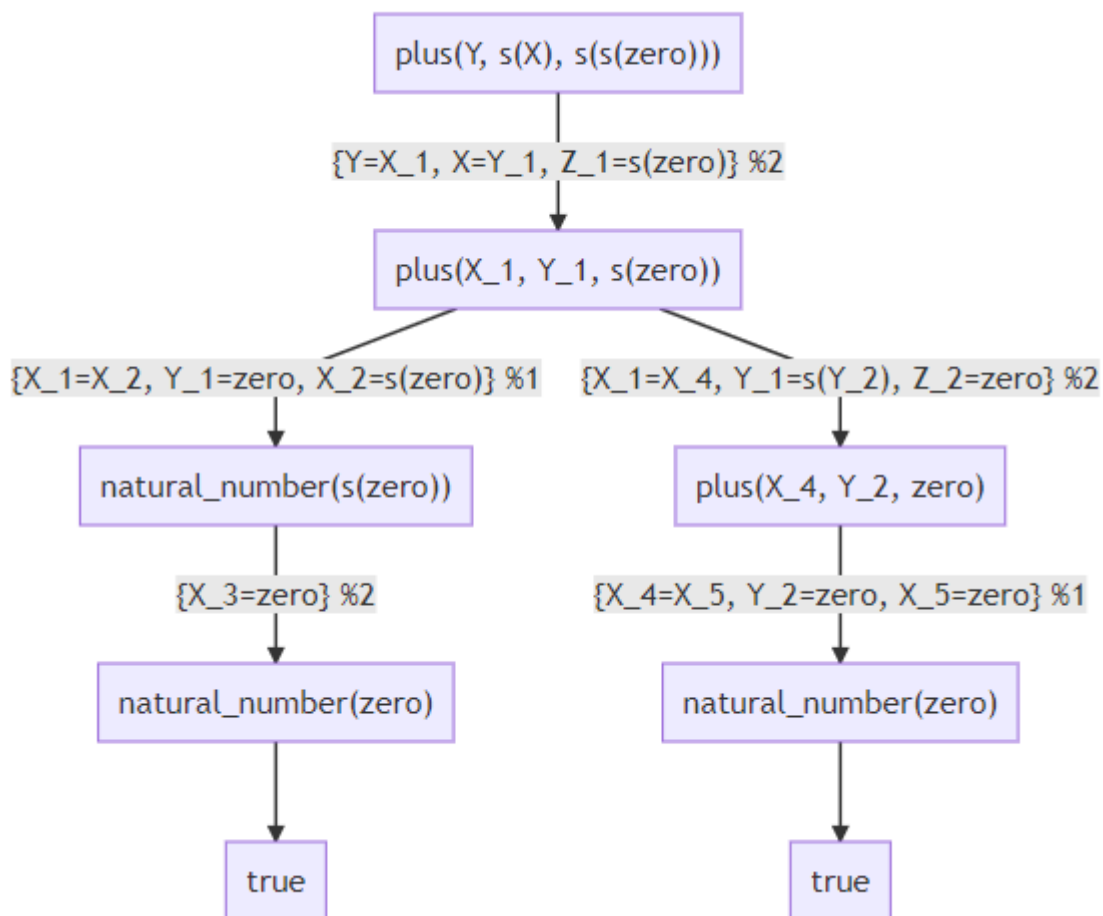 plus(Y, s(X), s(s(zero)))
{Y=X_1, X=Y_1, Z_1=s(zero)} %2
plus(X_1, Y_1, s(zero))
{X_1=X_2, Y_1=zero, X_2=s(zero)} %1
{X_1=X_4, Y_1=s(Y_2), Z_2=zero} %2
natural_number(s(zero))
plus(X_4, Y_2, zero)
{X_3=zero} %2
{X_4=X_5, Y_2=zero, X_5=zero} %1
natural_number(zero)
natural_number(zero)
true
true